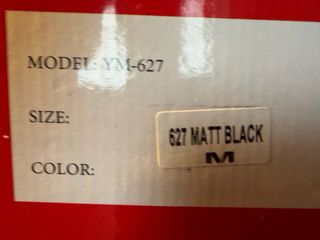 MODEL: YM-627
SIZE:
627 MATT BLACK
M
COLOR: